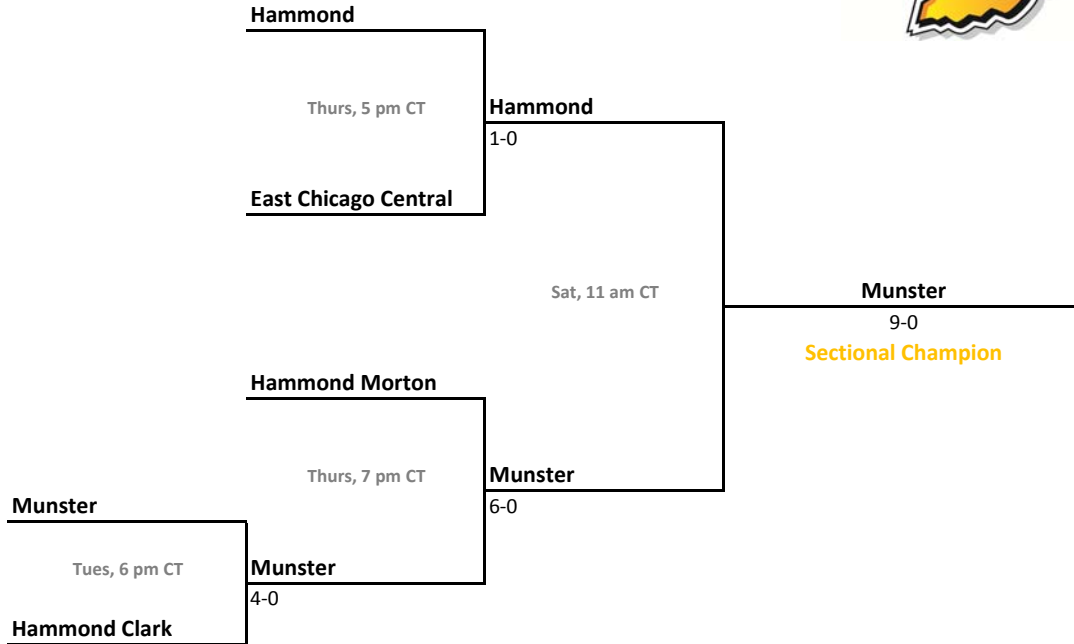 Hammond
Thurs, 5 pm CT
Hammond
1-0
East Chicago Central
Sat, 11 am CT
Munster
9-0
Sectional Champion
Hammond Morton
Thurs, 7 pm CT
Munster
6-0
Munster
Tues, 6 pm CT
Munster
4-0
Hammond Clark